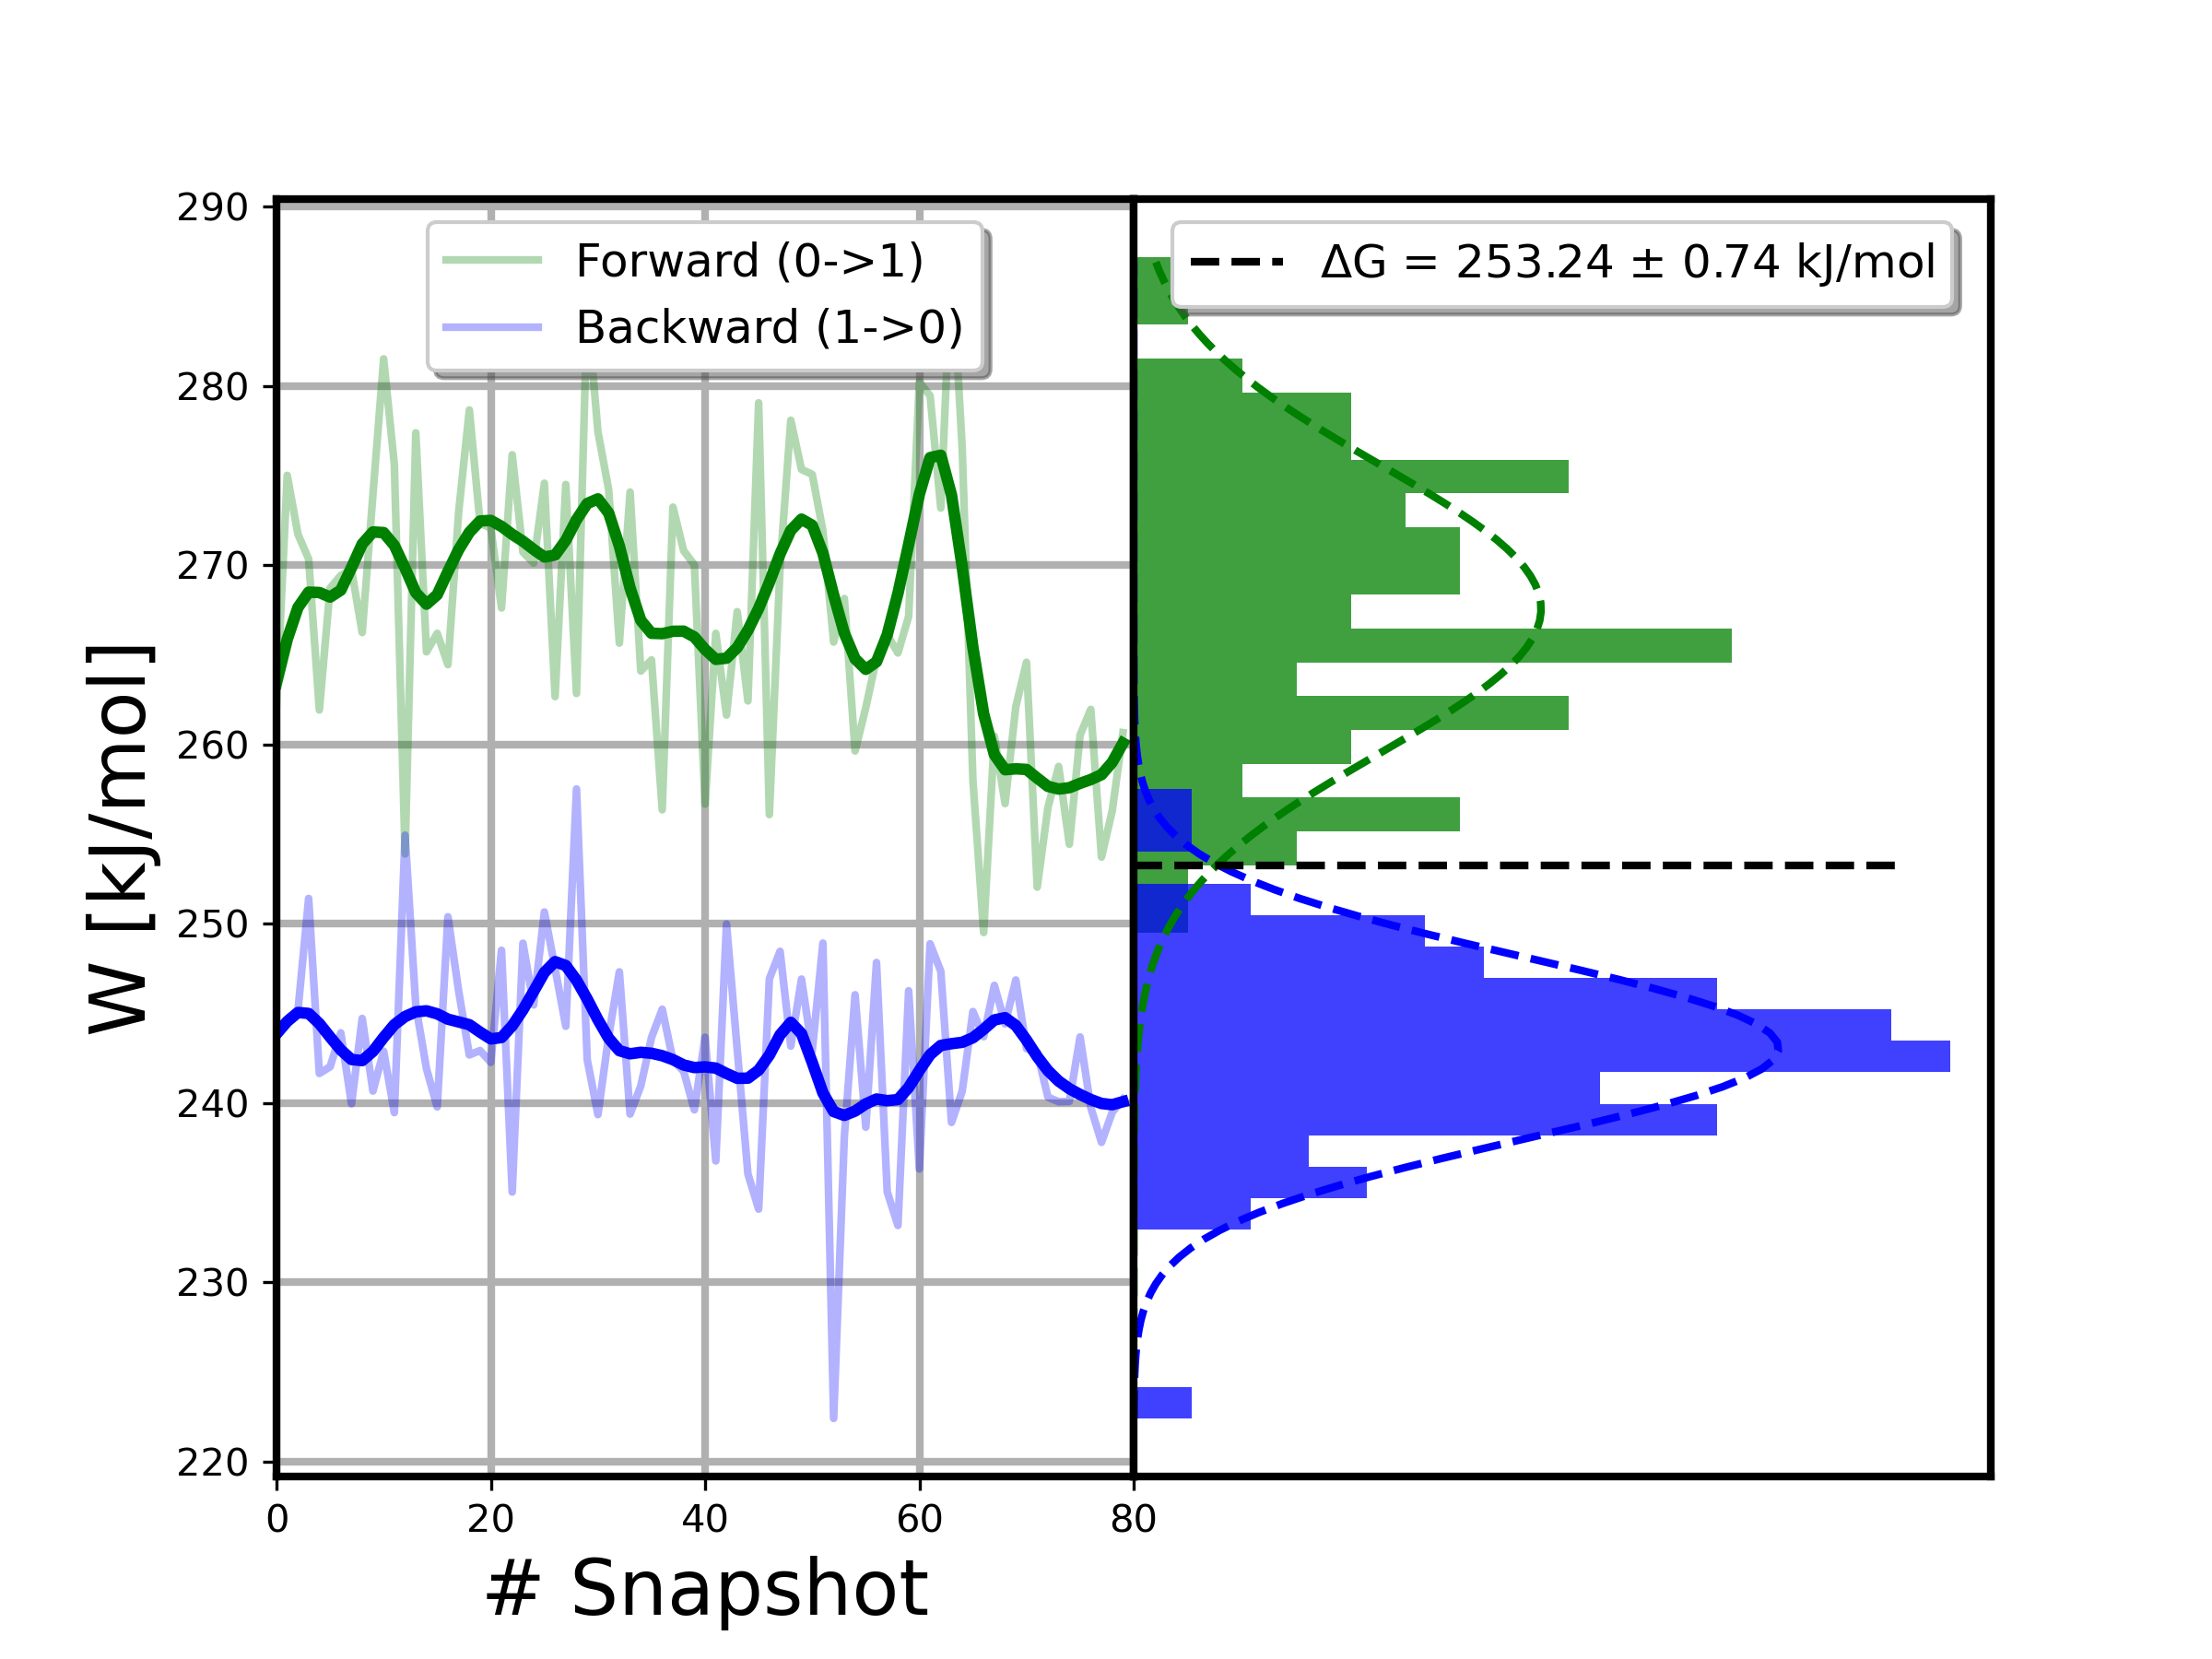 290
280
270
260
250
240
230
220
W [kJ/mol]
Forward (0->1)
Backward (1->0)
ΔG = 253.24 ± 0.74 kJ/mol
0 20 40 60 80
# Snapshot